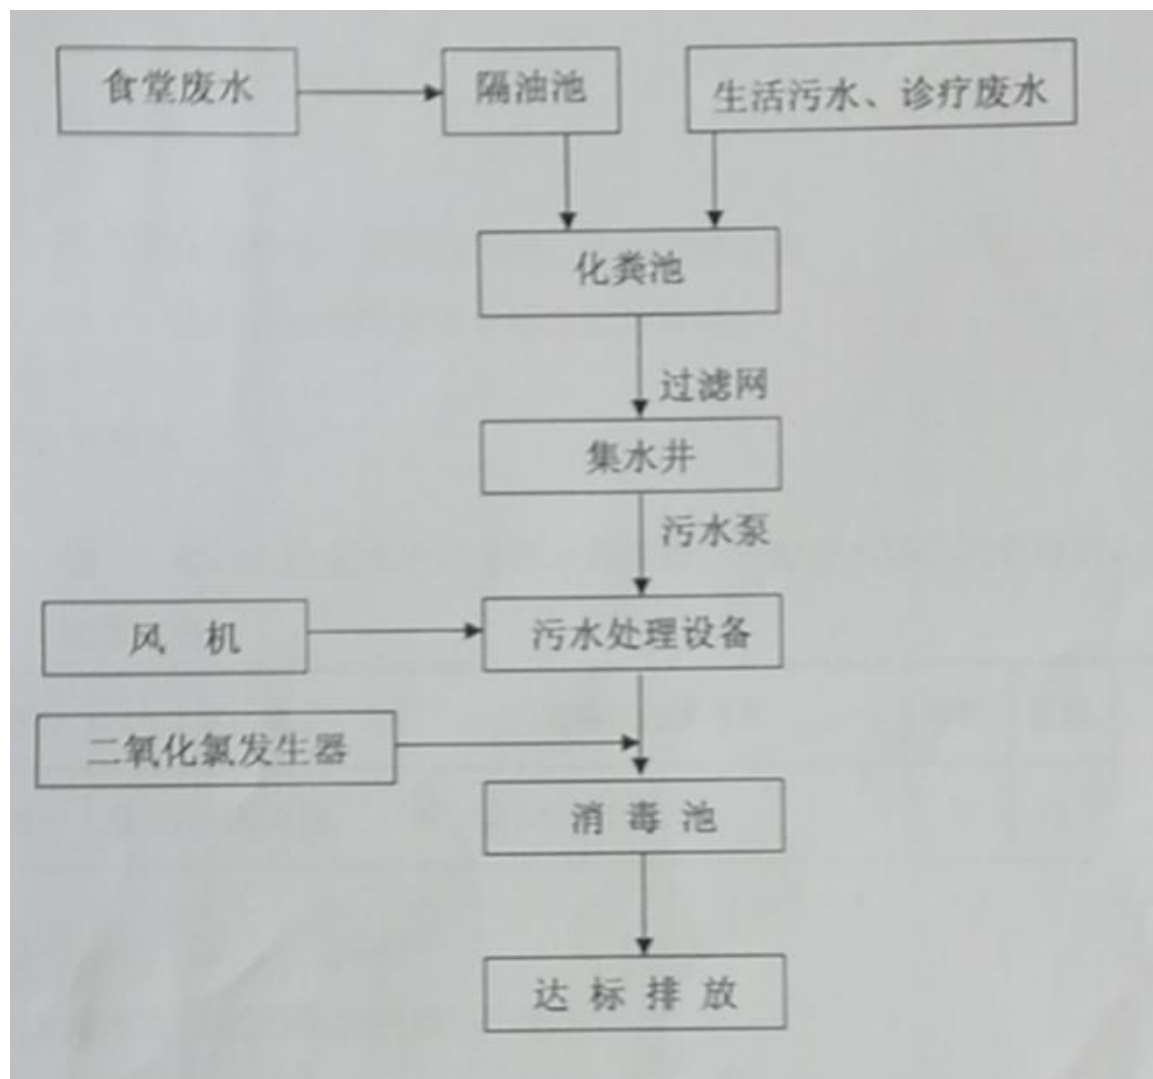 食堂废水
隔油池
生活污水、诊疗废水
化粪池
过滤网
集水井
污水泵
风 机
污水处理设备
二氧化氯发生器
消 毒 池
达 标 排 放